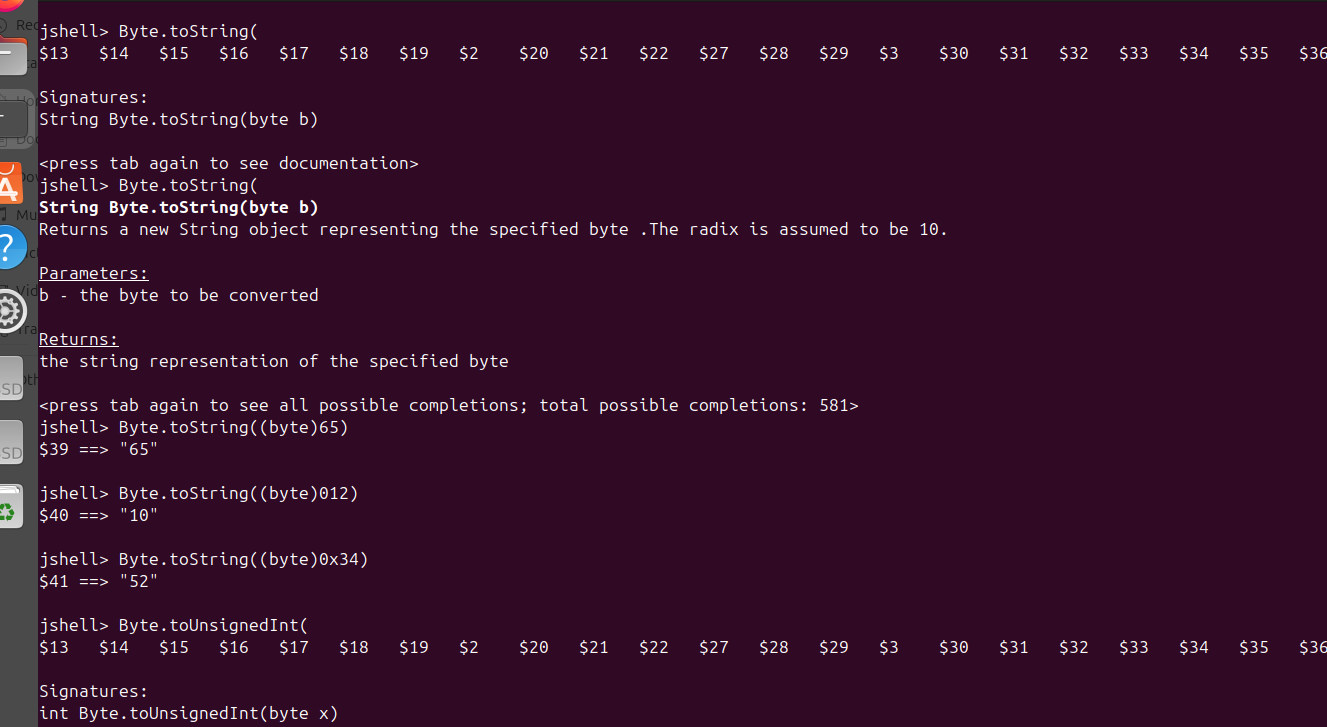 jshell> Byte.toString(
$13 $14 $15 $16 $17 $18 $19 $2 $20 $21 $22 $27 $28 $29 $3 $30 $31 $32 $33 $34 $35 $36
Signatures:
String Byte.toString(byte b)
<press tab again to see documentation>
jshell> Byte.toString(
String Byte.toString(byte b)
Returns a new String object representing the specified byte .The radix is assumed to be 10.
Parameters:
b - the byte to be converted
Returns:
the string representation of the specified byte
<press tab again to see all possible completions; total possible completions: 581>
jshell> Byte.toString((byte)65)
$39 ==> "65"
jshell> Byte.toString((byte)012)
$40 ==> "10"
jshell> Byte.toString((byte)0x34)
$41 ==> "52"
jshell> Byte.toUnsignedInt(
$13 $14 $15 $16 $17 $18 $19 $2 $20 $21 $22 $27 $28 $29 $3 $30 $31 $32 $33 $34 $35 $36
Signatures:
int Byte.toUnsignedInt(byte x)